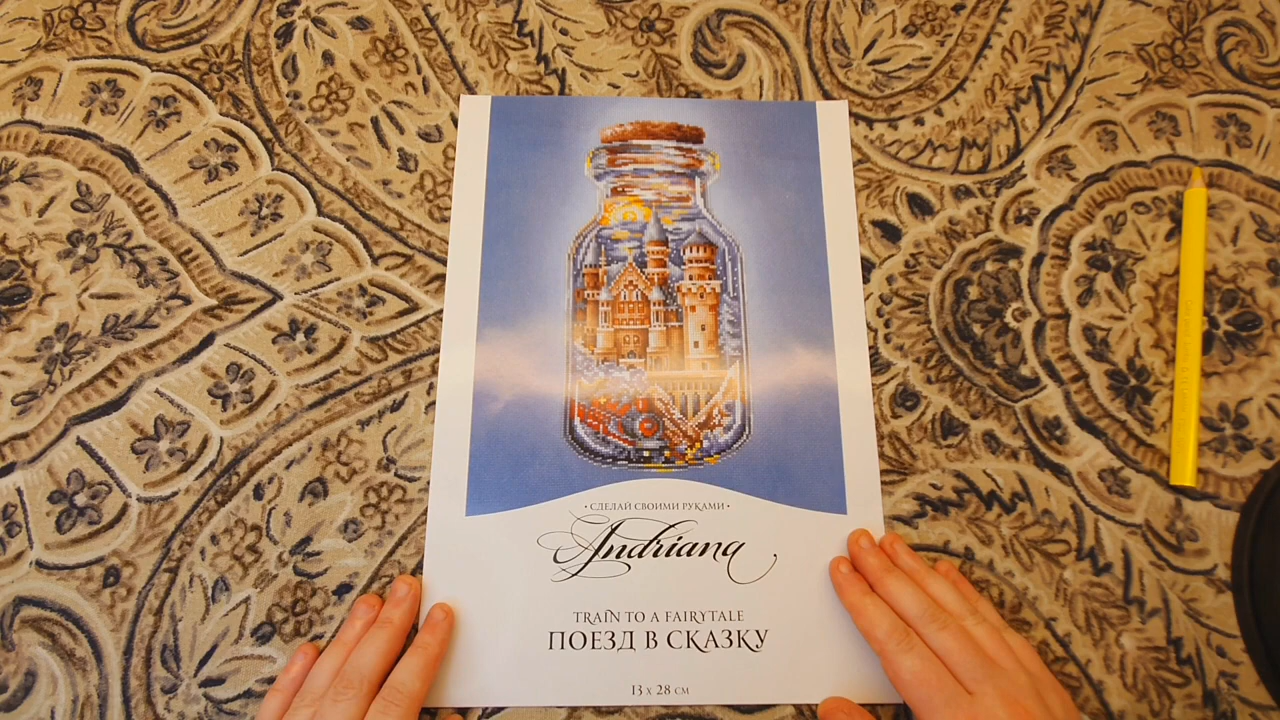 • СДЕЛАЙ СВОИМИ РУКАМИ •
Andriana
TRAIN TO A FAIRYTALE
ПОЕЗД В СКАЗКУ
13 X 28 СМ